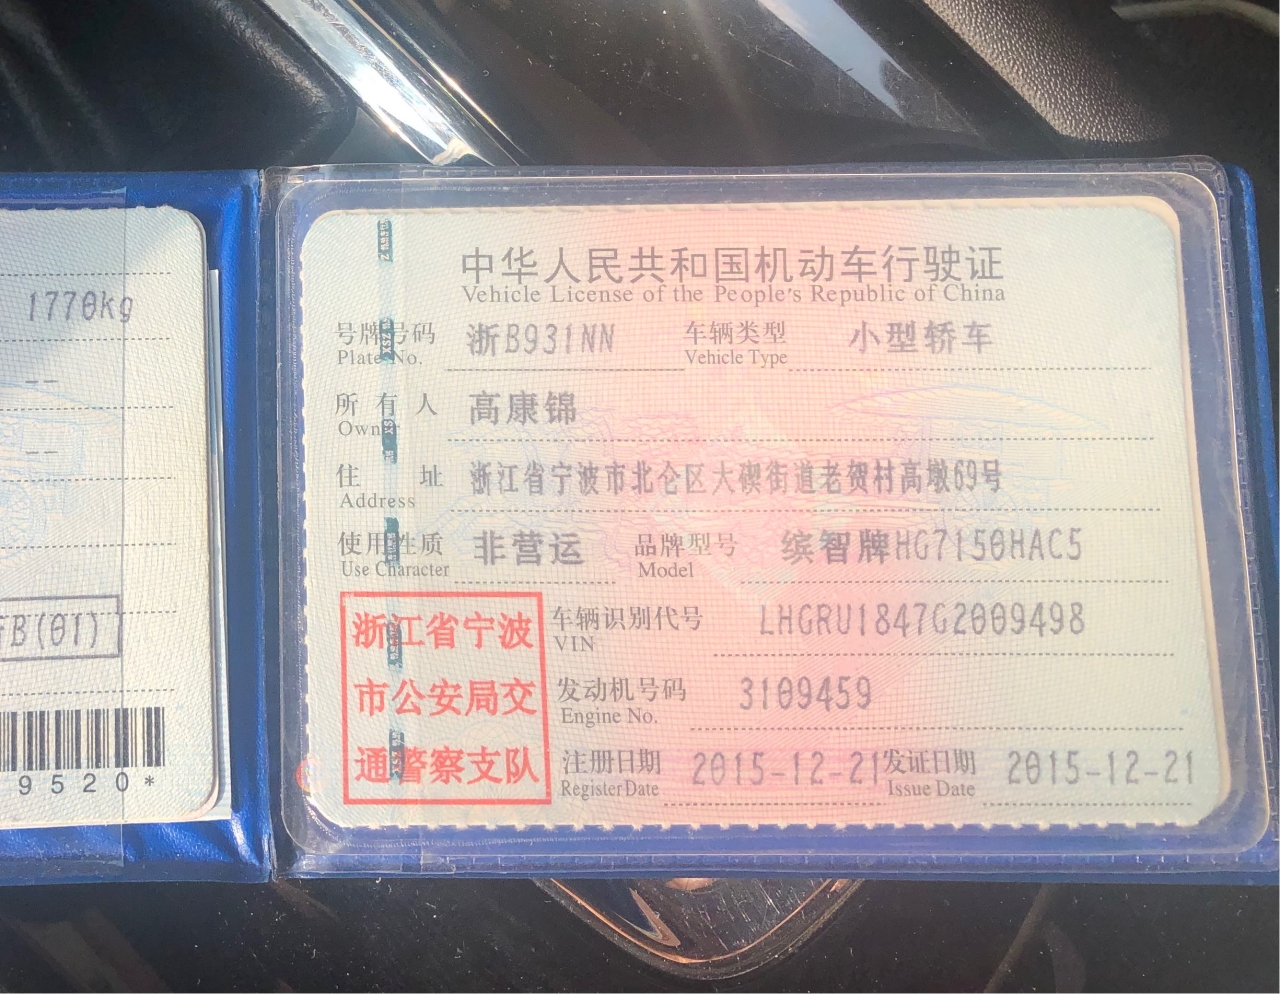 1770kg
--
--
B(01)
9520*
中华人民共和国机动车行驶证
Vehicle License of the People's Republic of China
号牌号码 浙B931NN 车辆类型 小型轿车
Plate No. Vehicle Type
所有人 高康锦
Owner
住址 浙江省宁波市北仑区大碶街道老贺村高墩69号
Address
使用性质 非营运 品牌型号 缤智牌HG7150HAC5
Use Character Model
浙江省宁波
市公安局交
通警察支队
车辆识别代号 LHGRU1847G2009498
VIN
发动机号码 3109459
Engine No.
注册日期 2015-12-21 发证日期 2015-12-21
Register Date Issue Date